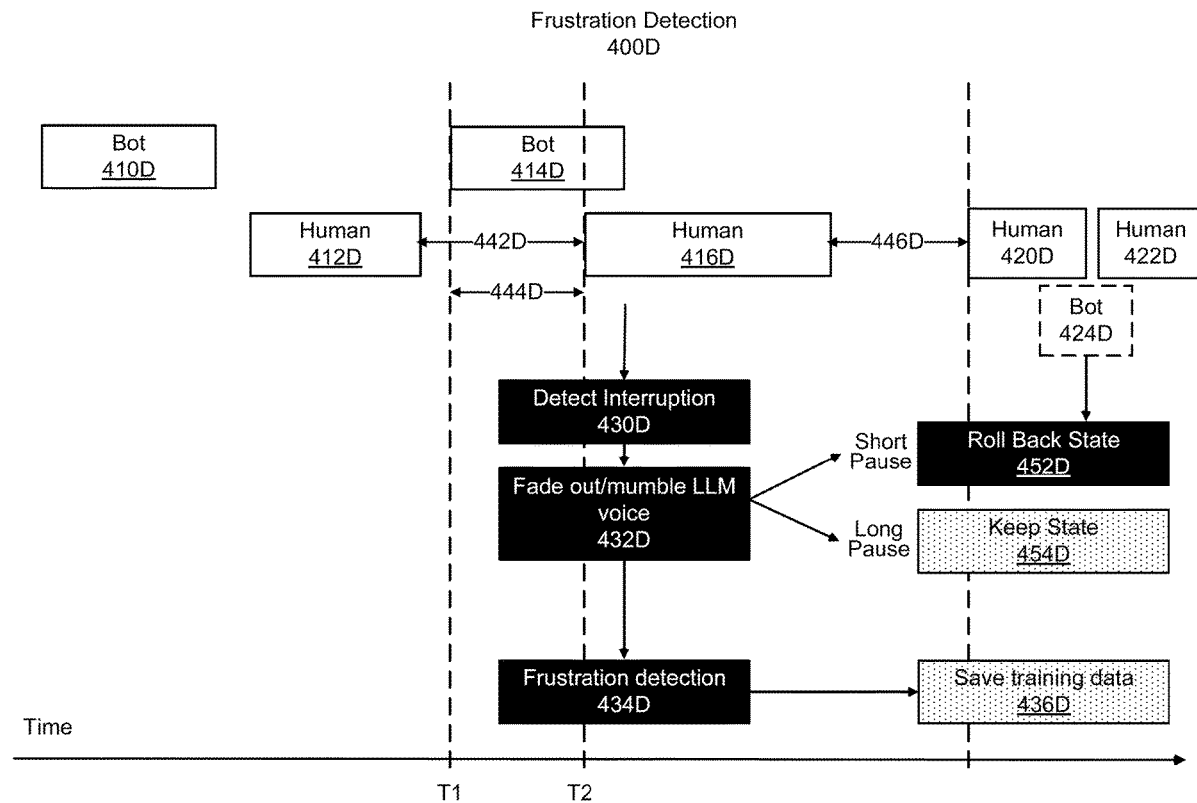 Frustration Detection
400D
Bot
410D
Bot
414D
Human
412D
442D
Human
416D
446D
Human
420D
Human
422D
444D
Bot
424D
Detect Interruption
430D
Short
Pause
Roll Back State
452D
Fade out/mumble LLM
voice
432D
Long
Pause
Keep State
454D
Frustration detection
434D
Save training data
436D
Time
T1
T2